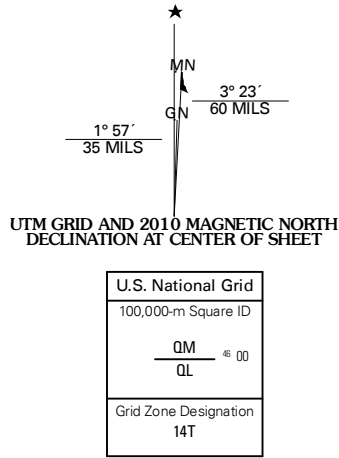 ★
MN
3° 23´
60 MILS
GN
1° 57´
35 MILS
UTM GRID AND 2010 MAGNETIC NORTH
DECLINATION AT CENTER OF SHEET
U.S. National Grid
100,000-m Square ID
QM
46 00
QL
Grid Zone Designation
14T